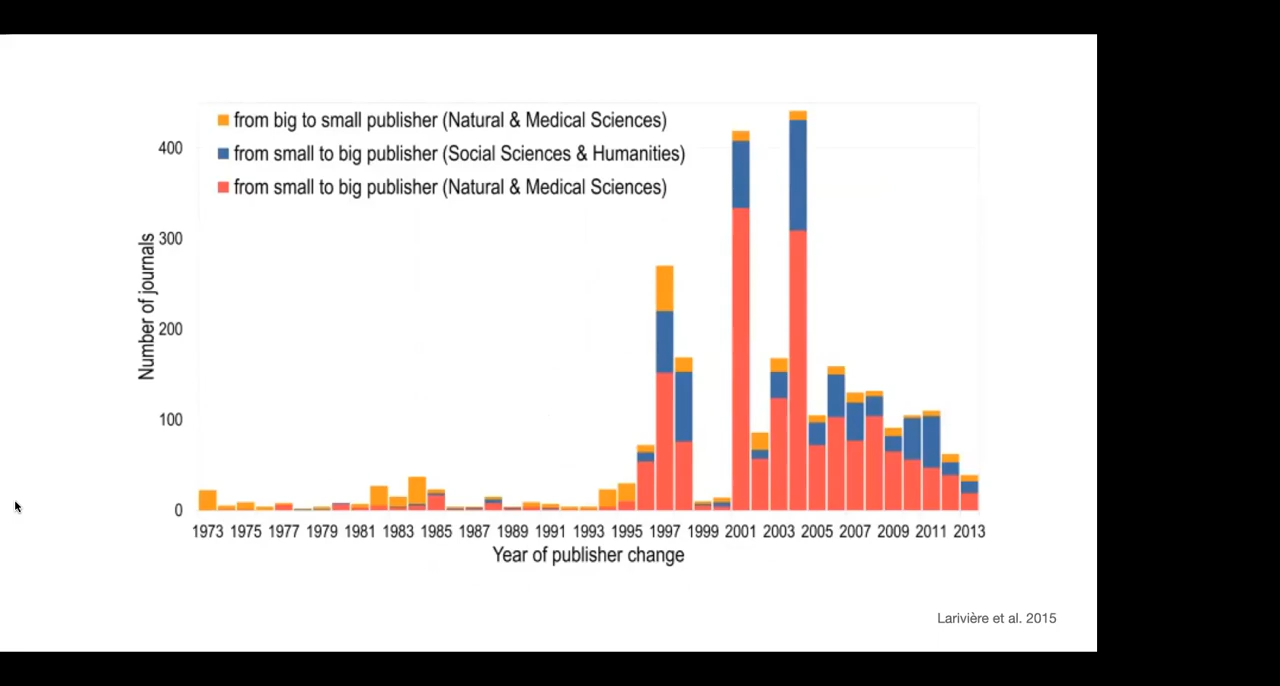 from big to small publisher (Natural & Medical Sciences)
from small to big publisher (Social Sciences & Humanities)
from small to big publisher (Natural & Medical Sciences)
400
300
200
100
0
Number of journals
1973 1975 1977 1979 1981 1983 1985 1987 1989 1991 1993 1995 1997 1999 2001 2003 2005 2007 2009 2011 2013
Year of publisher change
Larivière et al. 2015